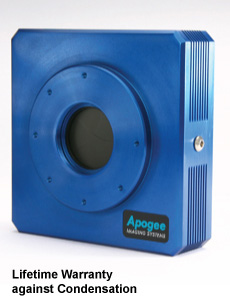 Apogee
IMAGING SYSTEMS
Lifetime Warranty
against Condensation